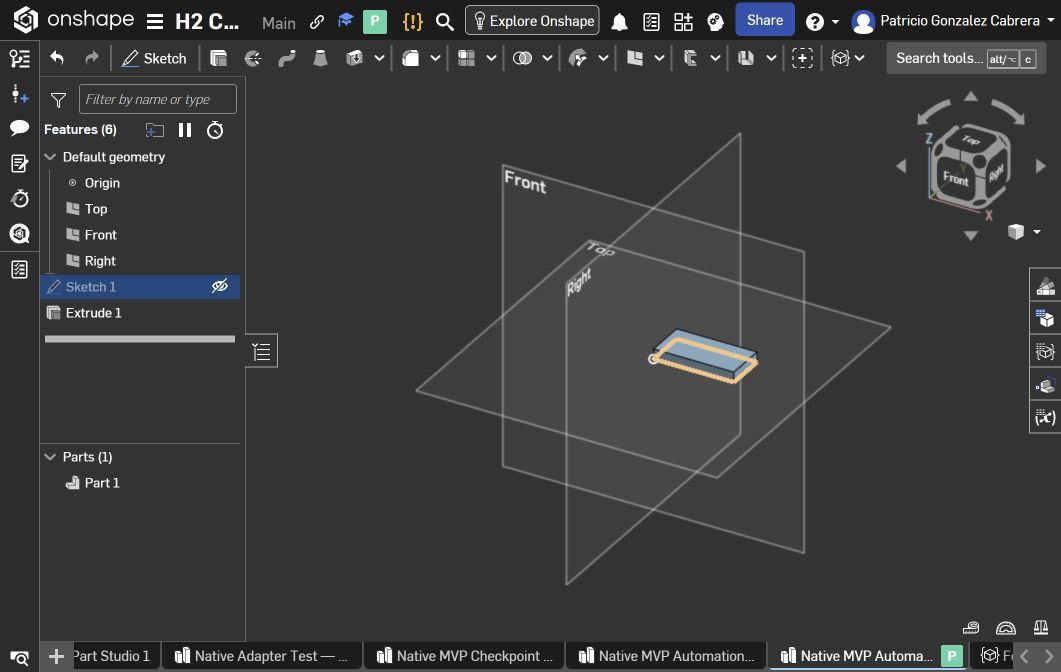 onshape
H2 C...
Main
P
{!}
Explore Onshape
Share
Patricio Gonzalez Cabrera
Sketch
Search tools... alt/⌥ c
Filter by name or type
Features (6)
Default geometry
Origin
Top
Front
Right
Sketch 1
Extrude 1
Parts (1)
Part 1
Front
Top
Right
Z
Top
Front
Right
Y
X
(x)
Part Studio 1
Native Adapter Test — ...
Native MVP Checkpoint ...
Native MVP Automation...
Native MVP Automa...
P